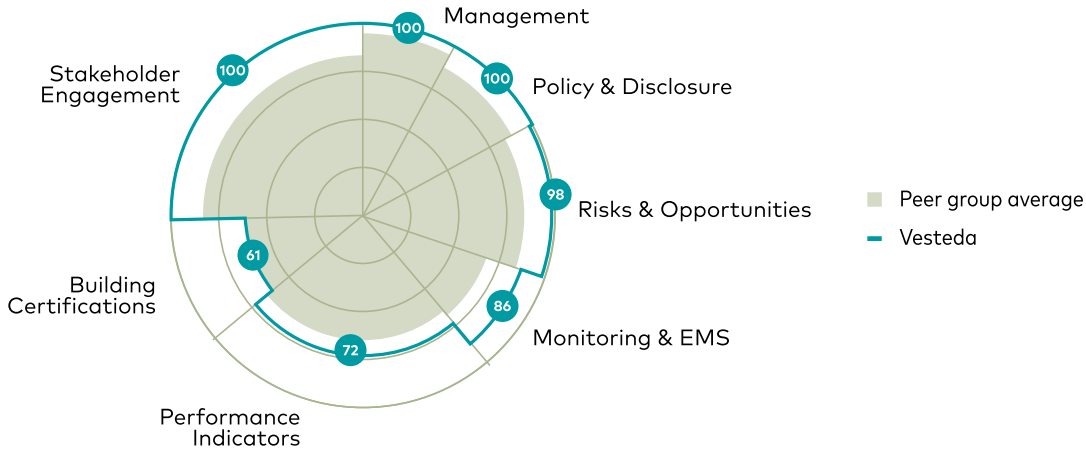 Management
100
Policy & Disclosure
100
Risks & Opportunities
98
Monitoring & EMS
86
Performance
Indicators
72
Building
Certifications
61
Stakeholder
Engagement
100
Peer group average
Vesteda